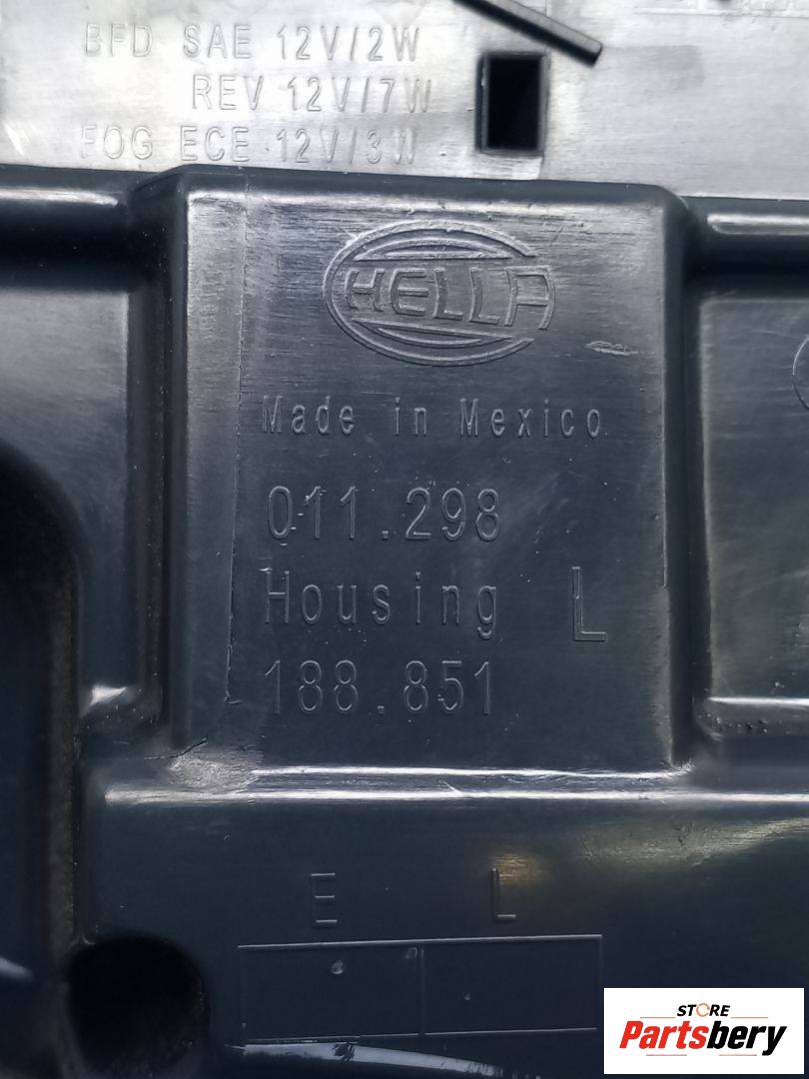 BFD SAE 12V/2W
REV 12V/7W
FOG ECE 12V/3W
HELLA
Made in Mexico
011.298
Housing L
188.851
E L
STORE
Partsbery